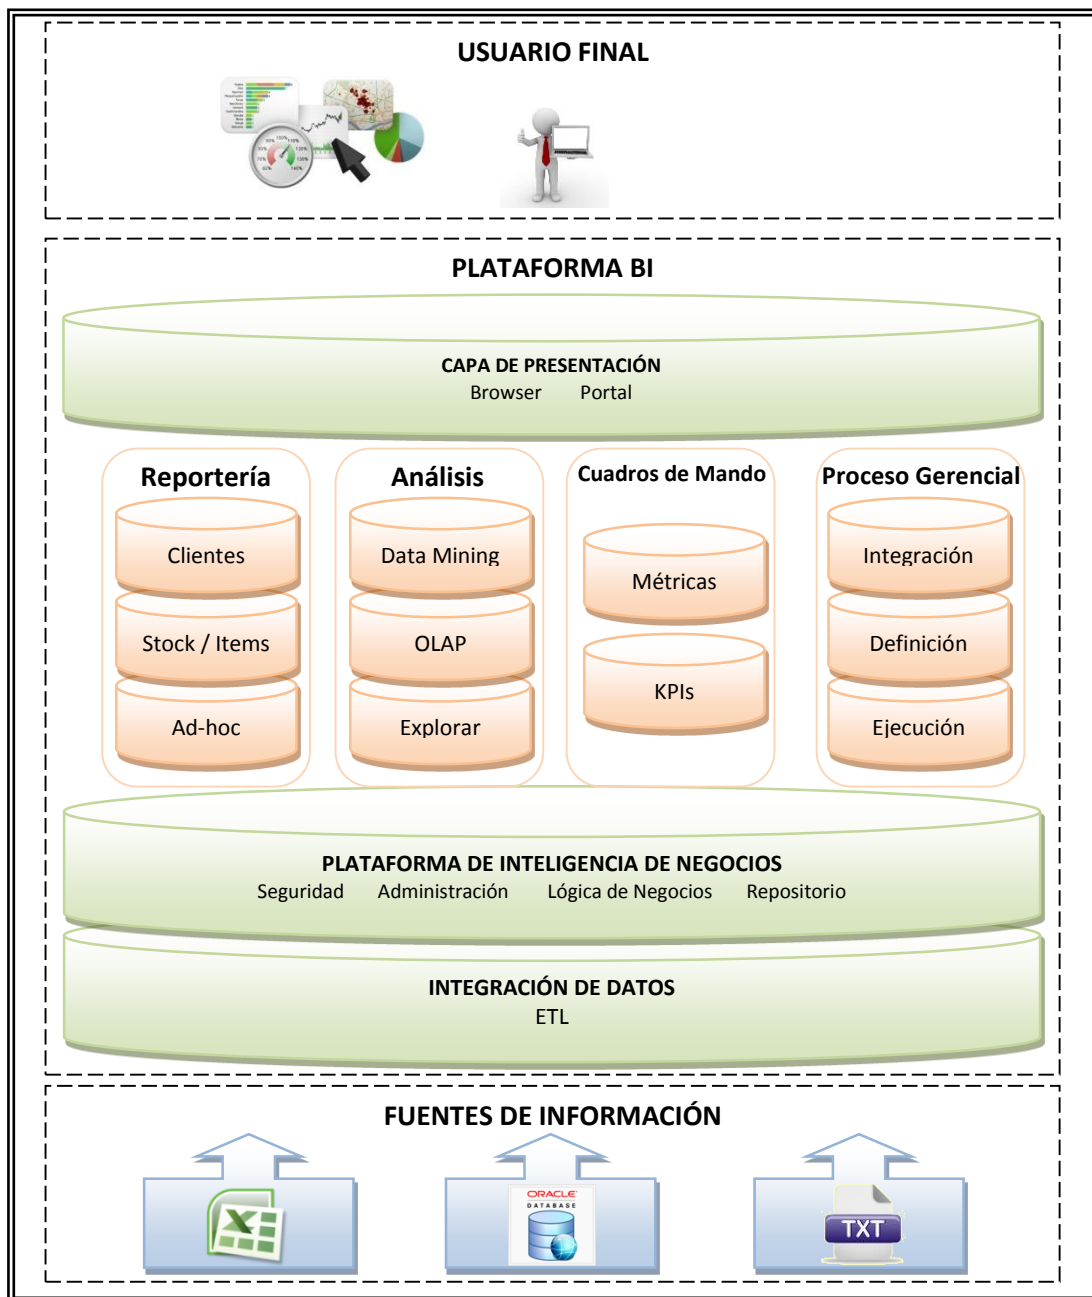 USUARIO FINAL
PLATAFORMA BI
CAPA DE PRESENTACIÓN
Browser Portal
Reportería
Clientes
Stock / Items
Ad-hoc
Análisis
Data Mining
OLAP
Explorar
Cuadros de Mando
Métricas
KPIs
Proceso Gerencial
Integración
Definición
Ejecución
PLATAFORMA DE INTELIGENCIA DE NEGOCIOS
Seguridad Administración Lógica de Negocios Repositorio
INTEGRACIÓN DE DATOS
ETL
FUENTES DE INFORMACIÓN
ORACLE
DATABASE
TXT